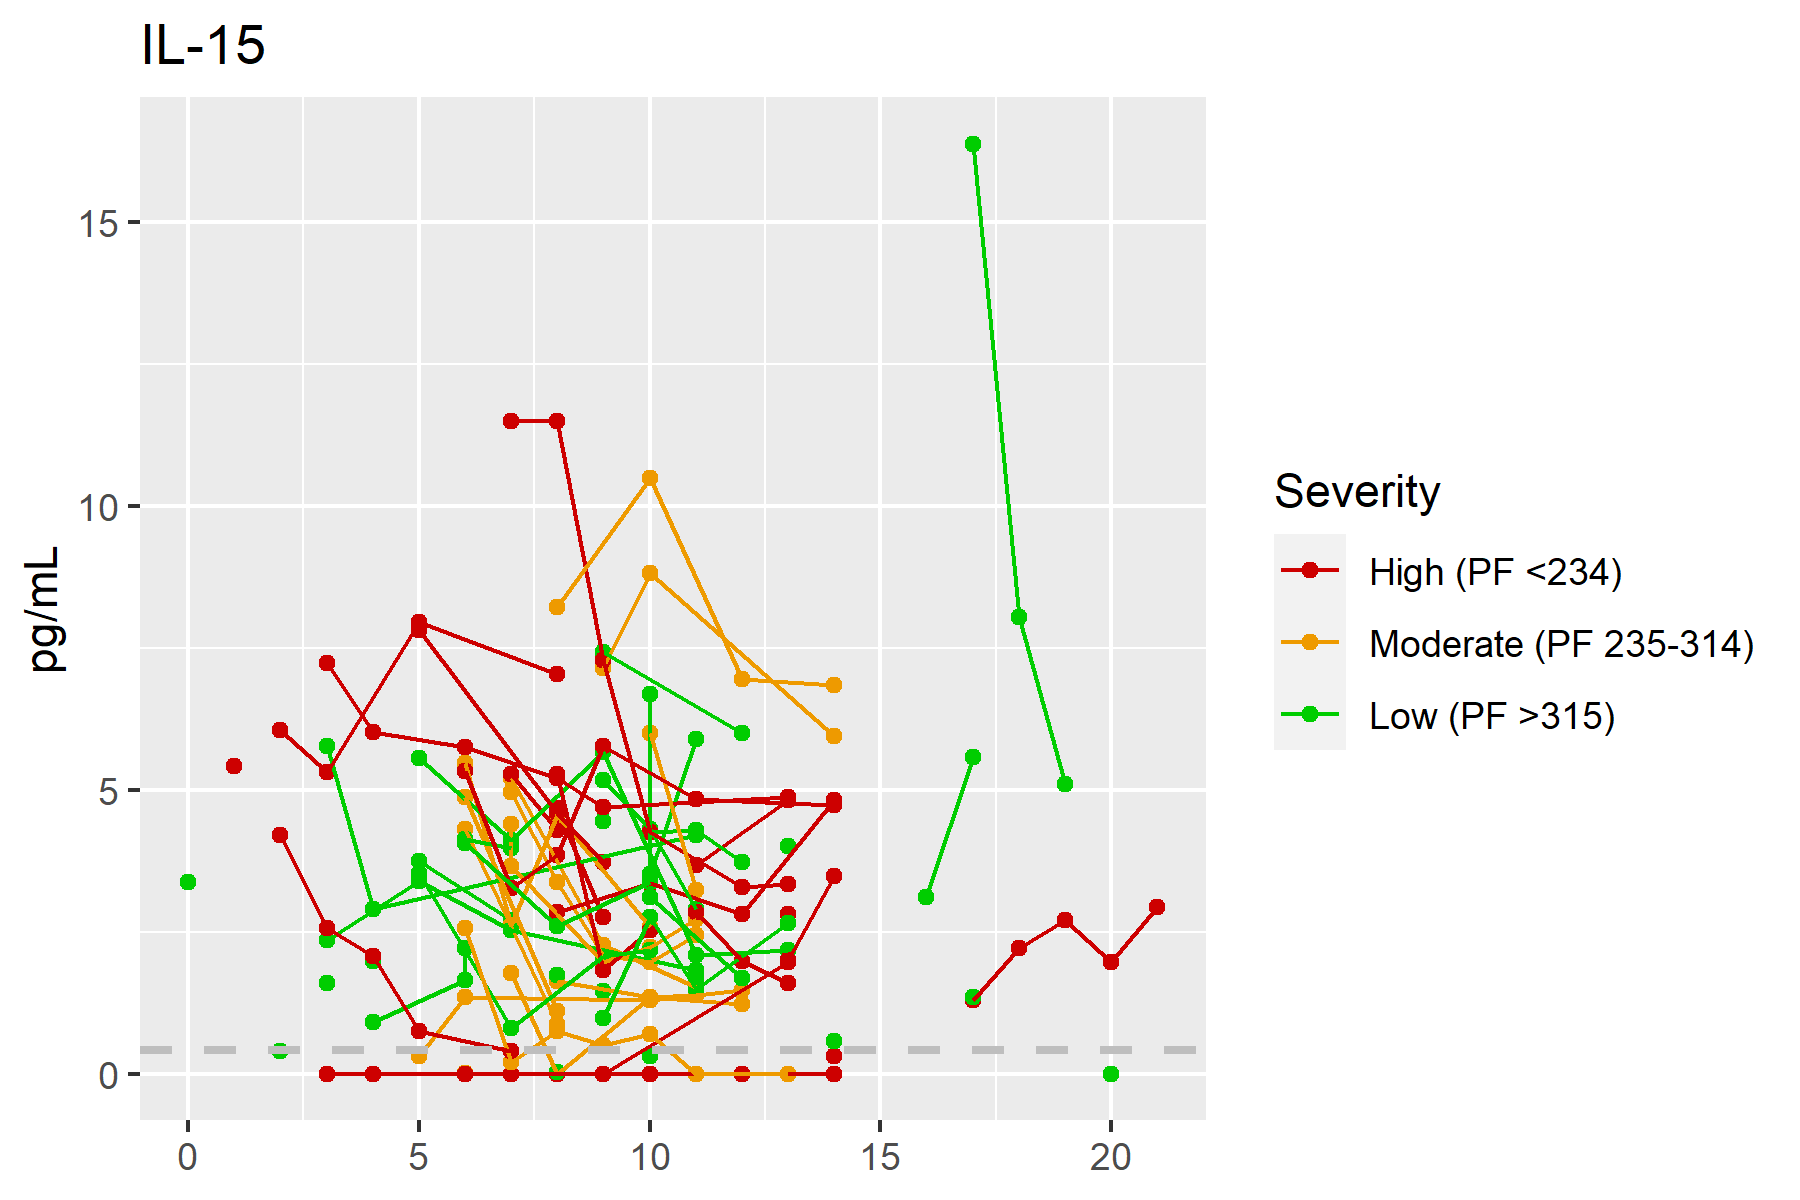 IL-15
15
10
5
0
pg/mL
0 5 10 15 20
Severity
High (PF <234)
Moderate (PF 235-314)
Low (PF >315)